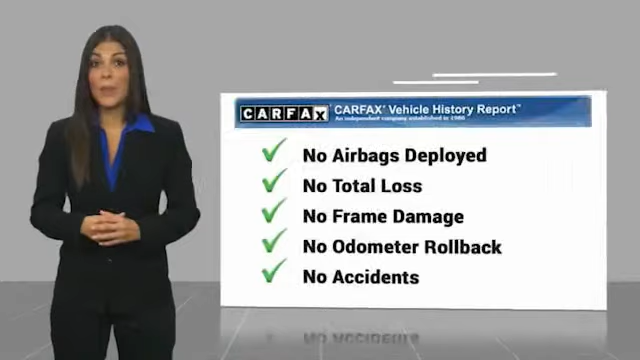 CARFAX CARFAX® Vehicle History Report™
An independent company established in 1986
No Airbags Deployed
No Total Loss
No Frame Damage
No Odometer Rollback
No Accidents